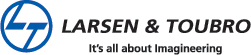 LARSEN & TOUBRO
It's all about Imagineering